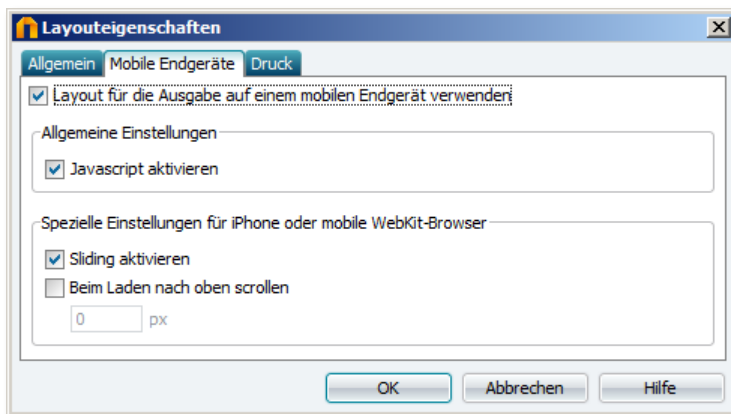 Layouteigenschaften
Allgemein Mobile Endgeräte Druck
Layout für die Ausgabe auf einem mobilen Endgerät verwenden
Allgemeine Einstellungen
Javascript aktivieren
Spezielle Einstellungen für iPhone oder mobile WebKit-Browser
Sliding aktivieren
Beim Laden nach oben scrollen
0 px
OK Abbrechen Hilfe